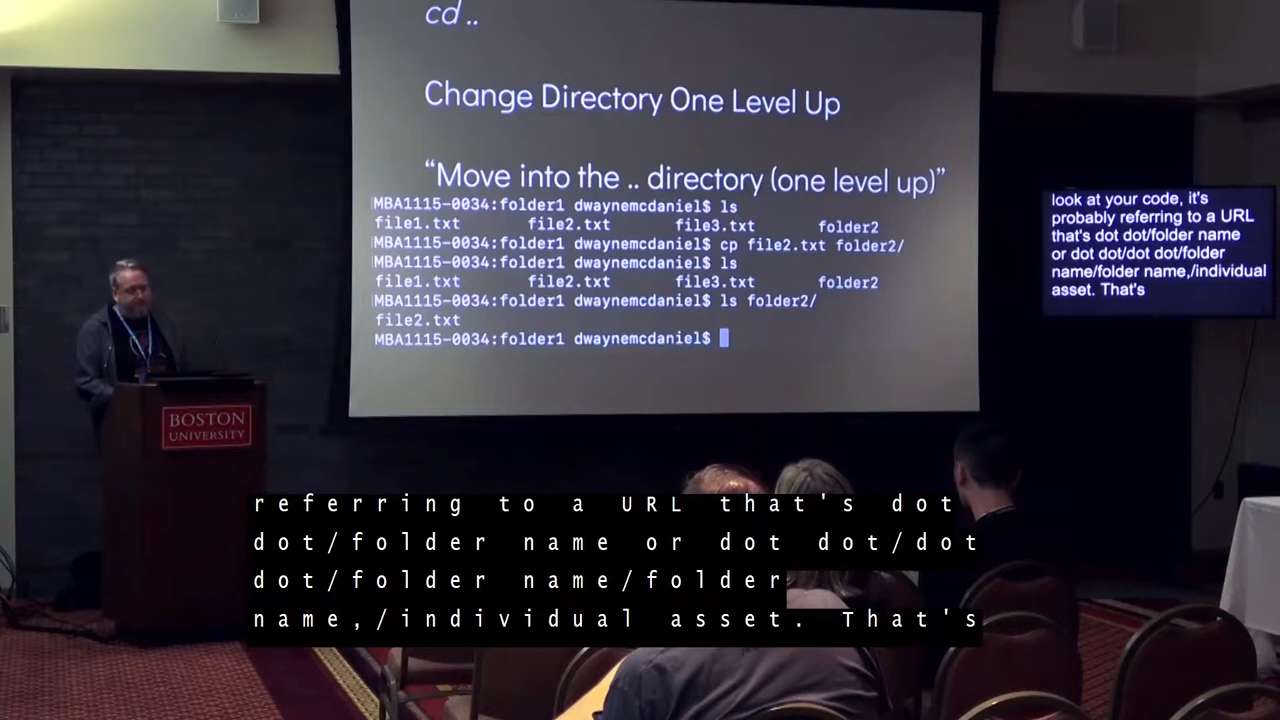 cd ..
Change Directory One Level Up
“Move into the .. directory (one level up)”
MBA1115-0034:folder1 dwaynemcdaniel$ ls
file1.txt file2.txt file3.txt folder2
MBA1115-0034:folder1 dwaynemcdaniel$ cp file2.txt folder2/
MBA1115-0034:folder1 dwaynemcdaniel$ ls
file1.txt file2.txt file3.txt folder2
MBA1115-0034:folder1 dwaynemcdaniel$ ls folder2/
file2.txt
MBA1115-0034:folder1 dwaynemcdaniel$
look at your code, it's
probably referring to a URL
that's dot dot/folder name
or dot dot/dot dot/folder
name/folder name,/individual
asset. That's
BOSTON
UNIVERSITY
referring to a URL that's dot
dot/folder name or dot dot/dot
dot/folder name/folder
name,/individual asset. That's